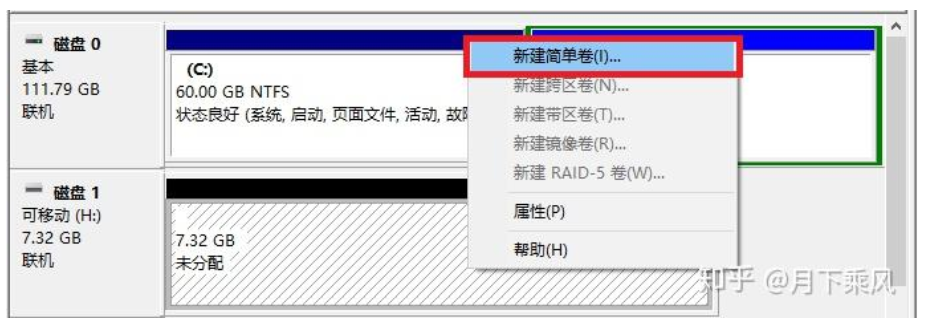 磁盘 0
基本
111.79 GB
联机
(C:)
60.00 GB NTFS
状态良好 (系统, 启动, 页面文件, 活动, 故
新建简单卷(I)...
新建跨区卷(N)...
新建带区卷(T)...
新建镜像卷(R)...
新建 RAID-5 卷(W)...
属性(P)
帮助(H)
磁盘 1
可移动 (H:)
7.32 GB
联机
7.32 GB
未分配
知乎 @月下乘风